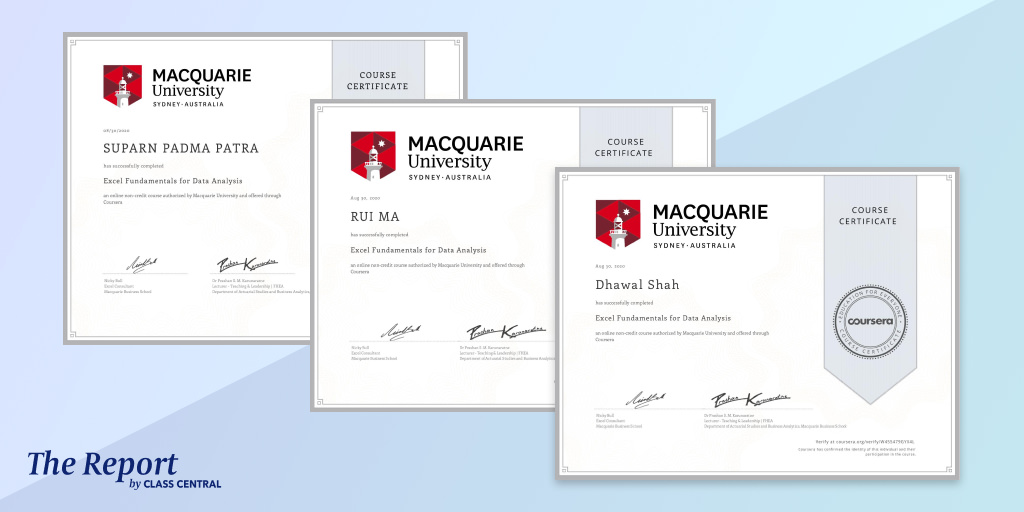 MACQUARIE
University
SYDNEY·AUSTRALIA
COURSE
CERTIFICATE
08/30/2020
SUPARN PADMA PATRA
has successfully completed
Excel Fundamentals for Data Analysis
an online non-credit course authorized by Macquarie University and offered through
Coursera
Nicky Bull
Excel Consultant
Macquarie Business School
Dr Prashan S. M. Karunaratne
Lecturer - Teaching & Leadership | FHEA
Department of Actuarial Studies and Business Analytics,
MACQUARIE
University
SYDNEY·AUSTRALIA
COURSE
CERTIFICATE
Aug 30, 2020
RUI MA
has successfully completed
Excel Fundamentals for Data Analysis
an online non-credit course authorized by Macquarie University and offered through
Coursera
Nicky Bull
Excel Consultant
Macquarie Business School
Dr Prashan S. M. Karunaratne
Lecturer - Teaching & Leadership | FHEA
Department of Actuarial Studies and Business Analytics
MACQUARIE
University
SYDNEY·AUSTRALIA
COURSE
CERTIFICATE
Aug 30, 2020
Dhawal Shah
has successfully completed
Excel Fundamentals for Data Analysis
an online non-credit course authorized by Macquarie University and offered through
Coursera
EDUCATION FOR EVERYONE
coursera
COURSE CERTIFICATE
Nicky Bull
Excel Consultant
Macquarie Business School
Dr Prashan S. M. Karunaratne
Lecturer - Teaching & Leadership | FHEA
Department of Actuarial Studies and Business Analytics, Macquarie Business School
Verify at coursera.org/verify/
Coursera has confirmed the identity of this individual and their
participation in the course.
The Report
by CLASS CENTRAL